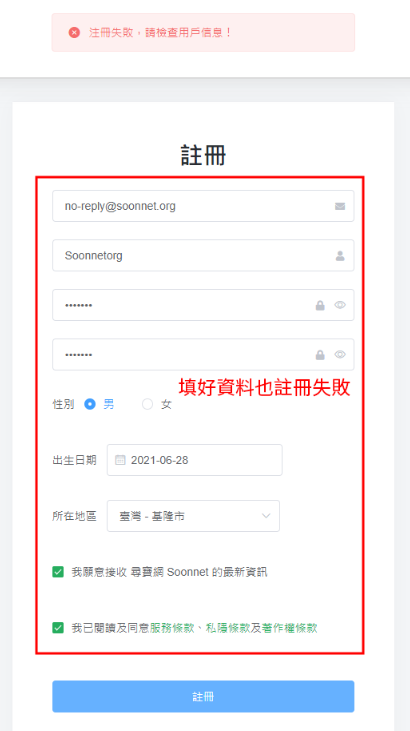 註冊失敗，請檢查用戶信息！
註冊
no-reply@soonnet.org
Soonnetorg
•••••••
•••••••
填好資料也註冊失敗
性別 男 女
出生日期 2021-06-28
所在地區 臺灣 - 基隆市
我願意接收 尋寶網 Soonnet 的最新資訊
我已閱讀及同意服務條款、私隱條款及著作權條款
註冊